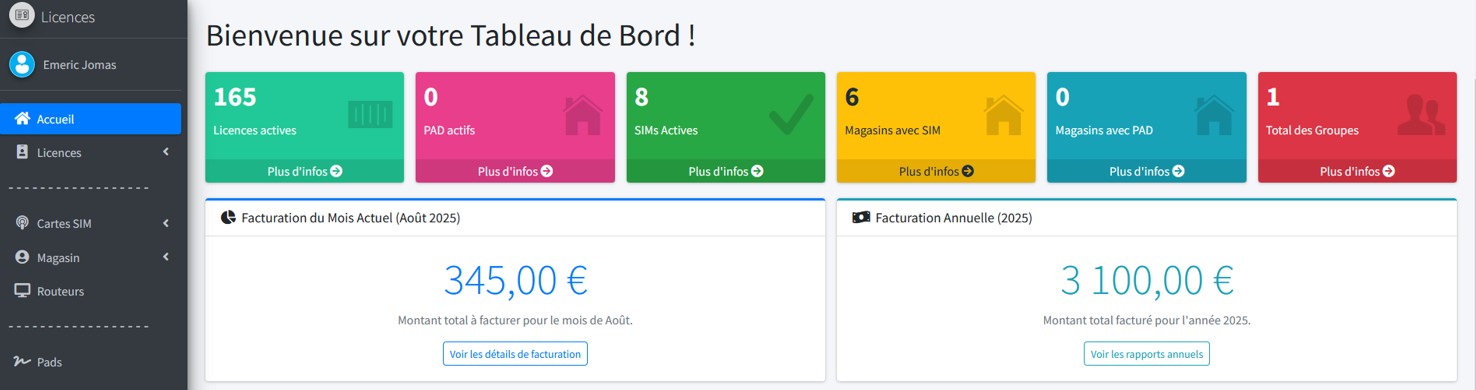 Licences
Emeric Jomas
Accueil
Licences
Cartes SIM
Magasin
Routeurs
Pads
Bienvenue sur votre Tableau de Bord !
165
Licences actives
Plus d'infos
0
PAD actifs
Plus d'infos
8
SIMs Actives
Plus d'infos
6
Magasins avec SIM
Plus d'infos
0
Magasins avec PAD
Plus d'infos
1
Total des Groupes
Plus d'infos
Facturation du Mois Actuel (Août 2025)
345,00 €
Montant total à facturer pour le mois de Août.
Voir les détails de facturation
Facturation Annuelle (2025)
3 100,00 €
Montant total facturé pour l'année 2025.
Voir les rapports annuels